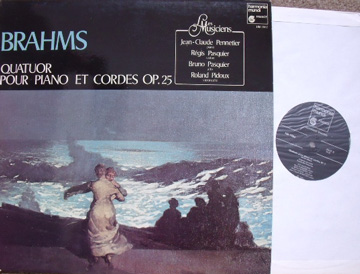 BRAHMS
QUATUOR
POUR PIANO ET CORDES OP.25
Les
Musiciens
Jean-Claude Pennetier
Régis Pasquier
Bruno Pasquier
Roland Pidoux
harmonia
mundi